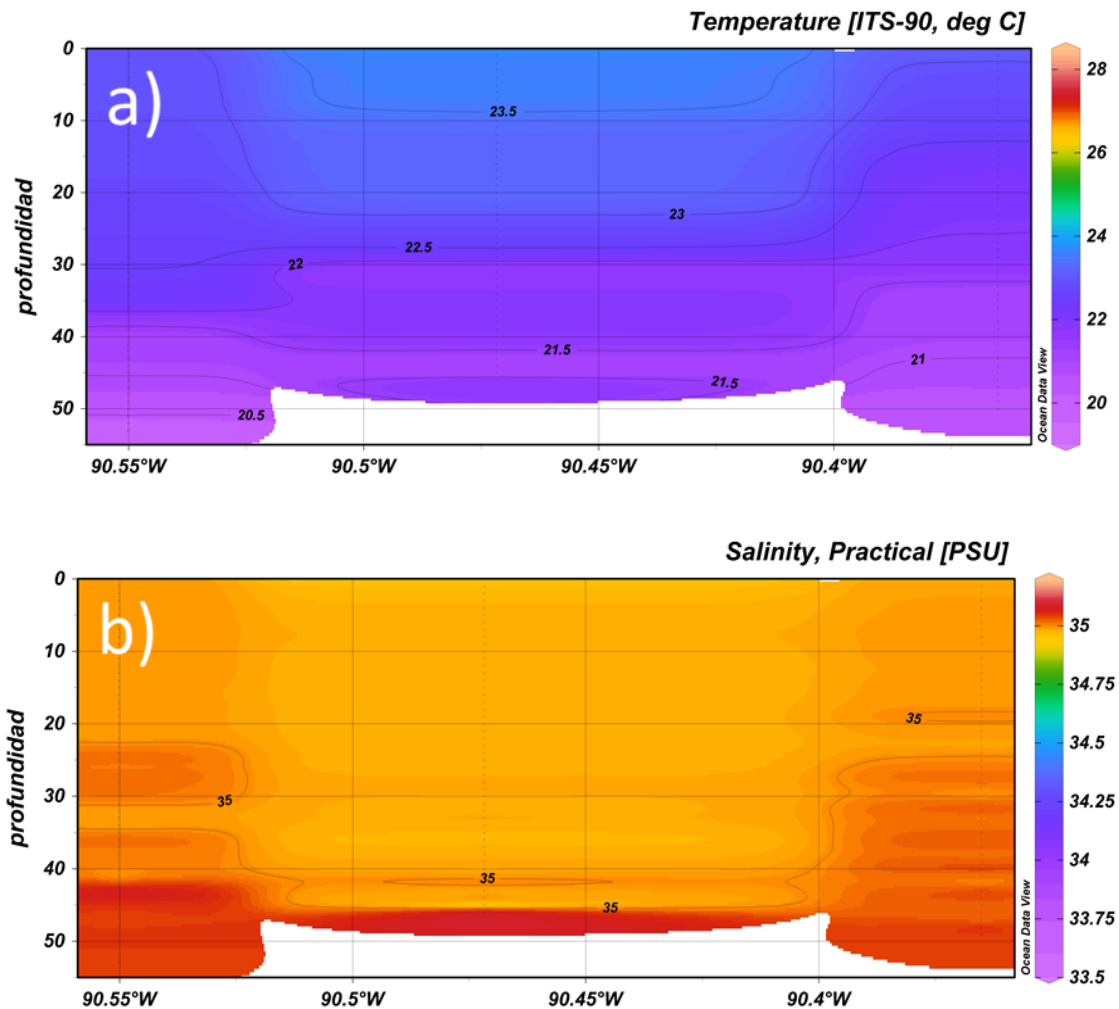 Temperature [ITS-90, deg C]
a)
profundidad
0
10
20
30
40
50
23.5
23
22.5
22
21.5
21.5
21
20.5
90.55°W
90.5°W
90.45°W
90.4°W
28
26
24
22
20
Ocean Data View
Salinity, Practical [PSU]
b)
profundidad
0
10
20
30
40
50
35
35
35
35
90.55°W
90.5°W
90.45°W
90.4°W
35
34.75
34.5
34.25
34
33.75
33.5
Ocean Data View